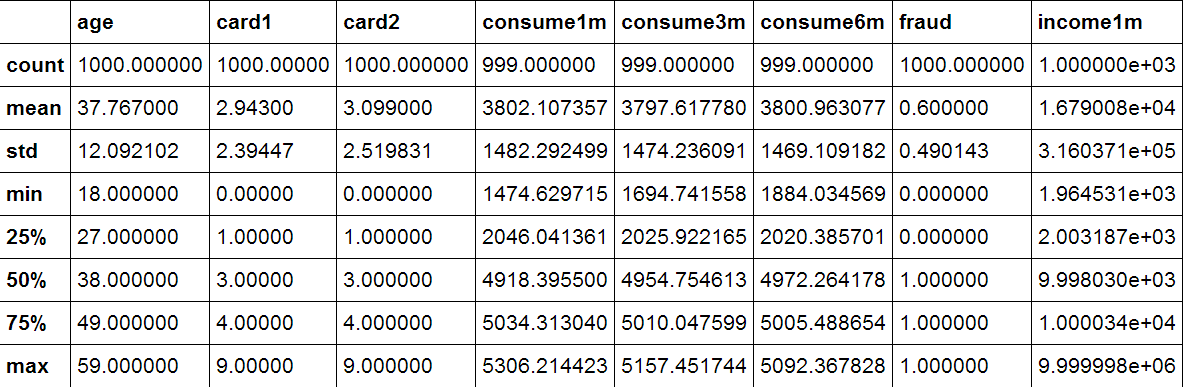 age card1 card2 consume1m consume3m consume6m fraud income1m
count 1000.000000 1000.00000 1000.000000 999.000000 999.000000 999.000000 1000.000000 1.000000e+03
mean 37.767000 2.94300 3.099000 3802.107357 3797.617780 3800.963077 0.600000 1.679008e+04
std 12.092102 2.39447 2.519831 1482.292499 1474.236091 1469.109182 0.490143 3.160371e+05
min 18.000000 0.00000 0.000000 1474.629715 1694.741558 1884.034569 0.000000 1.964531e+03
25% 27.000000 1.00000 1.000000 2046.041361 2025.922165 2020.385701 0.000000 2.003187e+03
50% 38.000000 3.00000 3.000000 4918.395500 4954.754613 4972.264178 1.000000 9.998030e+03
75% 49.000000 4.00000 4.000000 5034.313040 5010.047599 5005.488654 1.000000 1.000034e+04
max 59.000000 9.00000 9.000000 5306.214423 5157.451744 5092.367828 1.000000 9.999998e+06